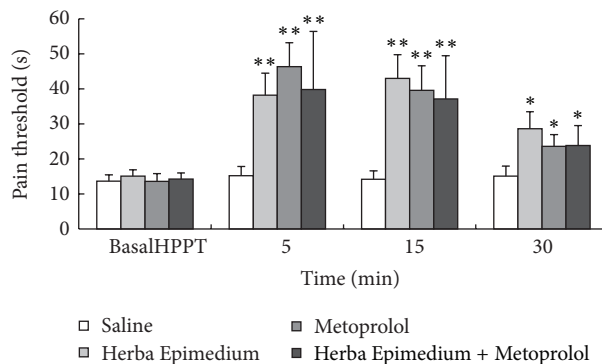 60
50
40
30
20
10
0
Pain threshold (s)
** ** **
** ** **
* * *
BasalHPPT 5 15 30
Time (min)
Saline Metoprolol
Herba Epimedium Herba Epimedium + Metoprolol